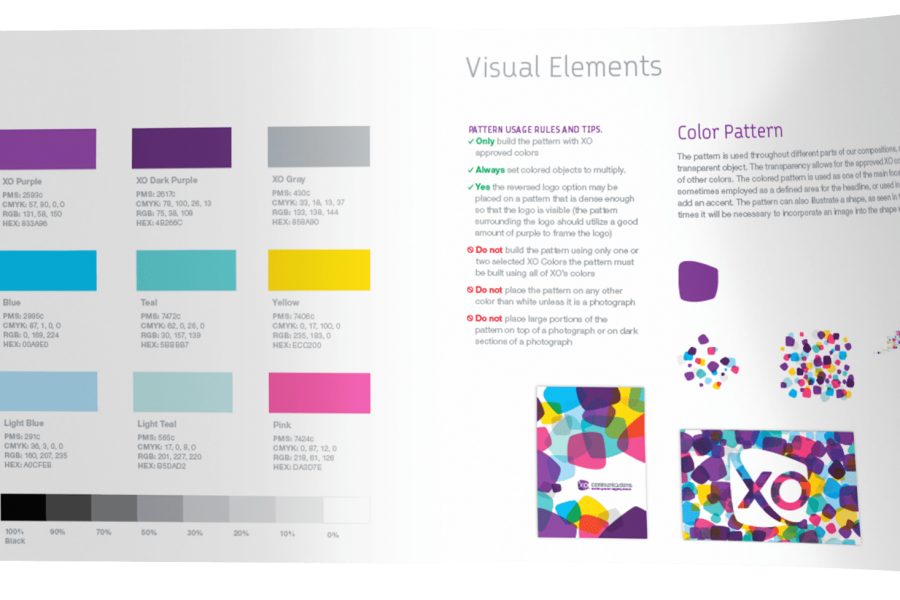 Visual Elements
XO Purple
PMS: 2593c
CMYK: 57, 80, 0, 0
RGB: 131, 58, 150
HEX: 833A96
XO Dark Purple
PMS: 2617c
CMYK: 79, 100, 26, 13
RGB: 75, 38, 108
HEX: 4B266C
XO Gray
PMS: 430c
CMYK: 33, 18, 13, 37
RGB: 133, 138, 144
HEX: 858A90
Blue
PMS: 2995c
CMYK: 87, 1, 0, 0
RGB: 0, 169, 224
HEX: 00A9E0
Teal
PMS: 7472c
CMYK: 62, 0, 26, 0
RGB: 30, 167, 139
HEX: 5BBBB7
Yellow
PMS: 7406c
CMYK: 0, 17, 100, 0
RGB: 235, 183, 0
HEX: ECC200
Light Blue
PMS: 291c
CMYK: 36, 3, 0, 0
RGB: 160, 207, 235
HEX: A0CFEB
Light Teal
PMS: 565c
CMYK: 17, 0, 8, 0
RGB: 201, 227, 220
HEX: B5DAD2
Pink
PMS: 7424c
CMYK: 0, 87, 12, 0
RGB: 218, 61, 126
HEX: DA3D7E
100% 90% 70% 50% 30% 20% 10% 0%
Black
PATTERN USAGE RULES AND TIPS.
✓ Only build the pattern with XO
approved colors
✓ Always set colored objects to multiply.
✓ Yes the reversed logo option may be
placed on a pattern that is dense enough
so that the logo is visible (the pattern
surrounding the logo should utilize a good
amount of purple to frame the logo)
Do not build the pattern using only one or
two selected XO Colors the pattern must
be built using all of XO's colors
Do not place the pattern on any other
color than white unless it is a photograph
Do not place large portions of the
pattern on top of a photograph or on dark
sections of a photograph
Color Pattern
The pattern is used throughout different parts of our compositions,
transparent object. The transparency allows for the approved XO
of other colors. The colored pattern is used as one of the main
sometimes employed as a defined area for the headline, or used in
add an accent. The pattern can also illustrate a shape, as seen in
times it will be necessary to incorporate an image into the shape
XO communications
XO